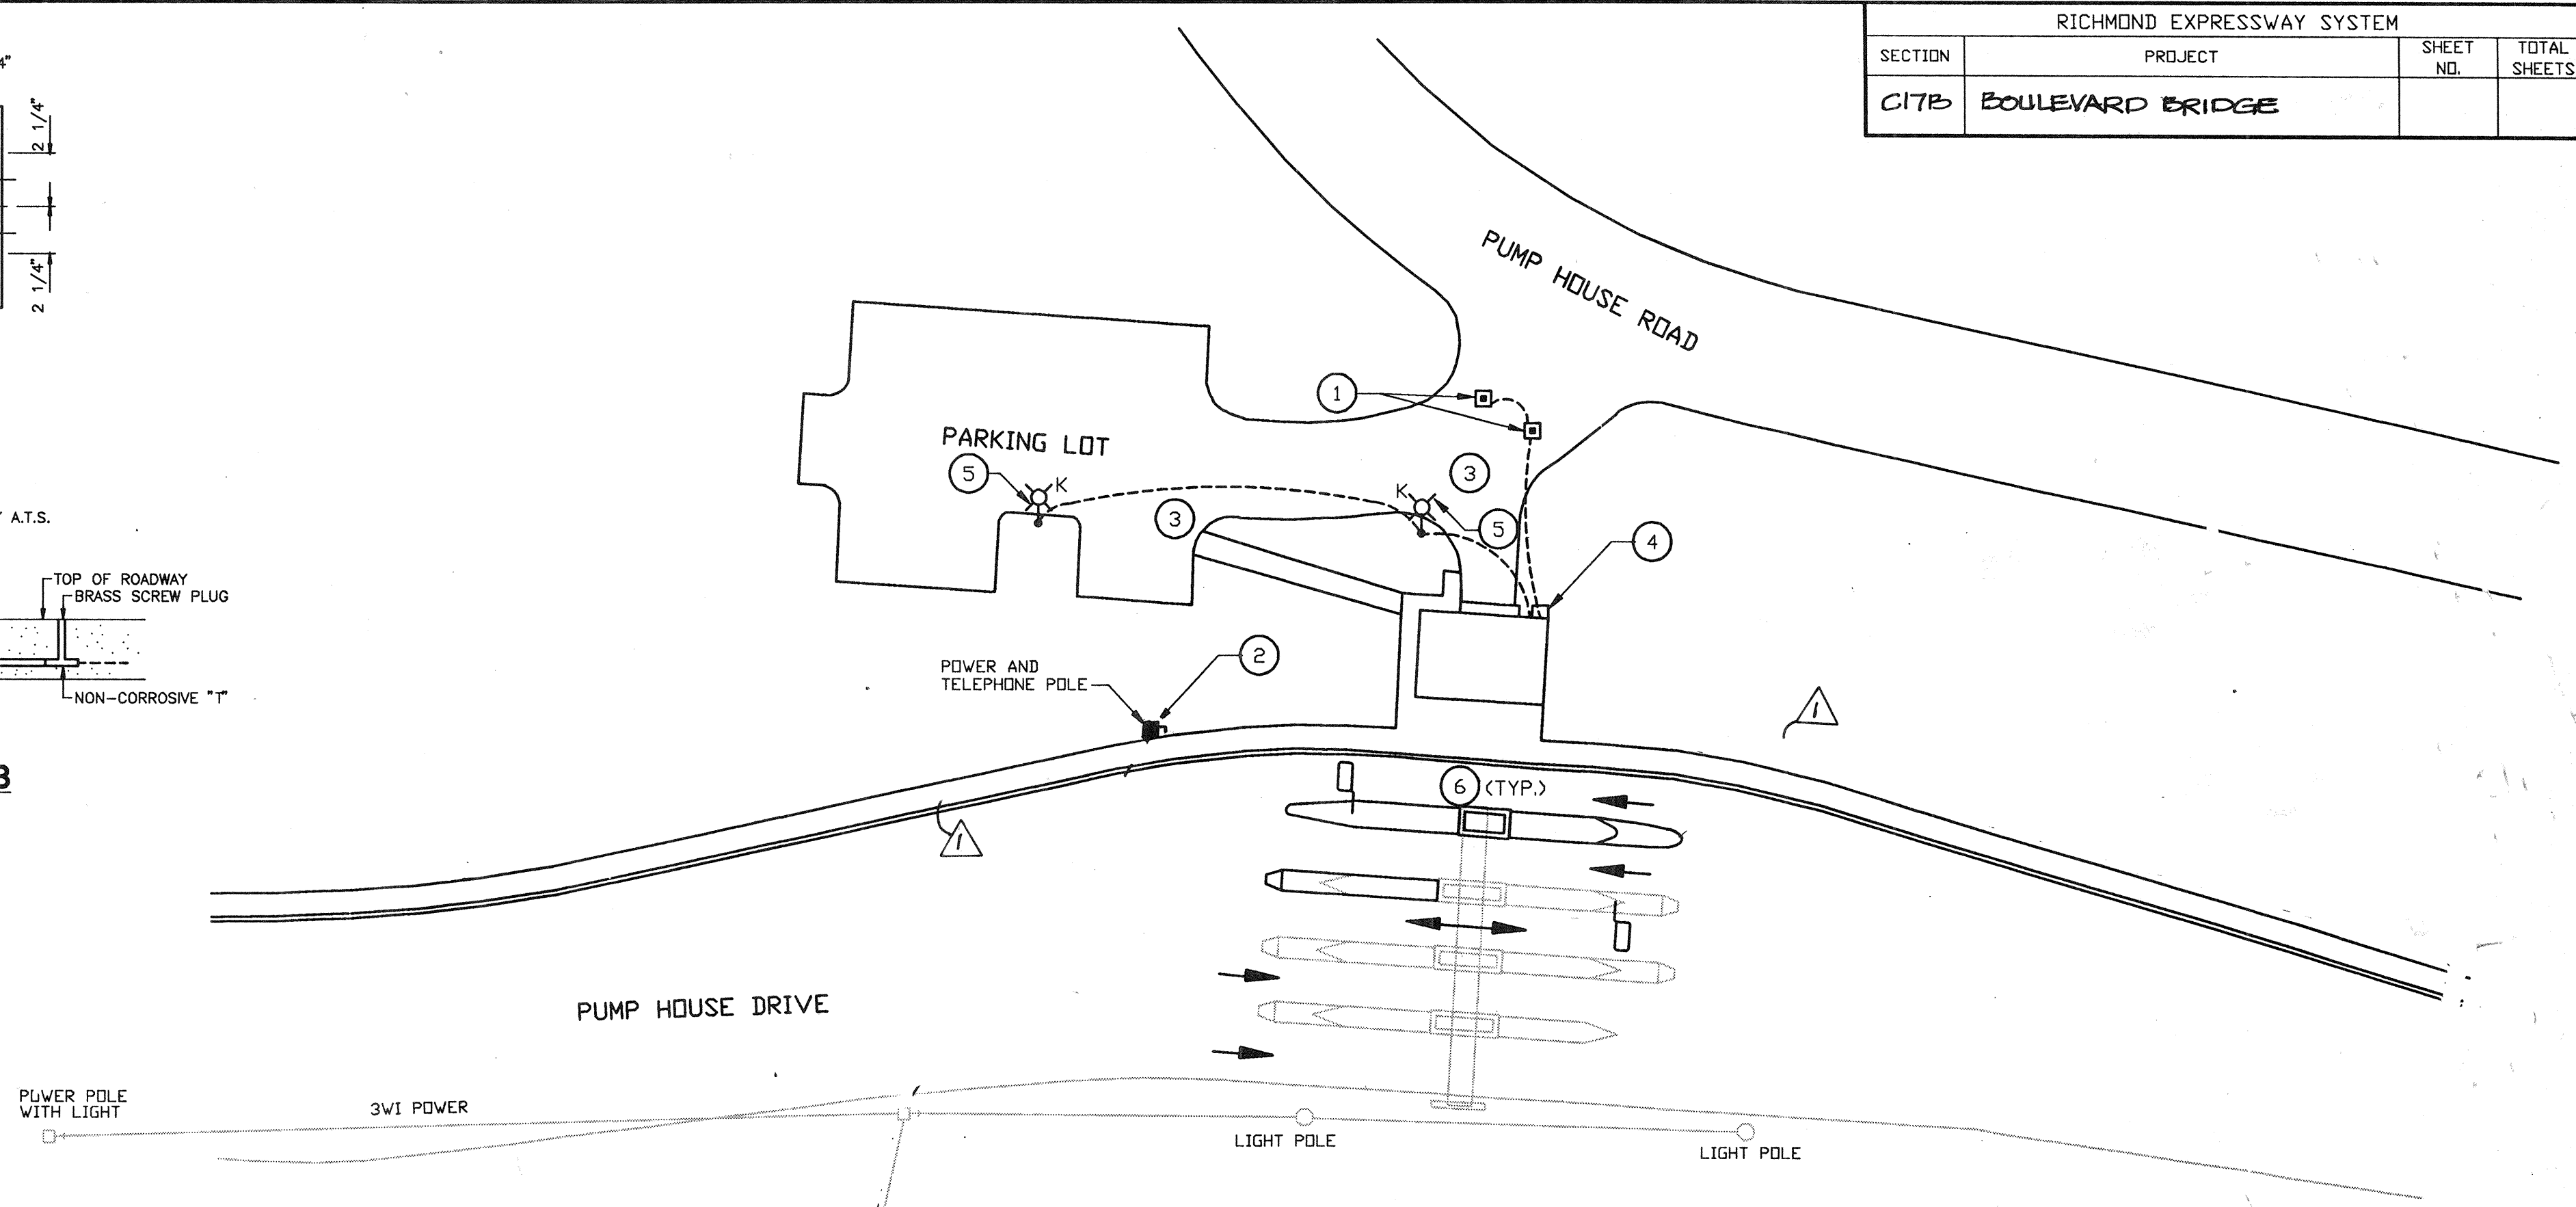 RICHMOND EXPRESSWAY SYSTEM
SECTION
PROJECT
SHEET
NO.
TOTAL
SHEETS
C17B
BOULEVARD BRIDGE
4"
2 1/4"
2 1/4"
PUMP HOUSE ROAD
1
PARKING LOT
5
K
K
3
3
5
4
A.T.S.
TOP OF ROADWAY
BRASS SCREW PLUG
NON-CORROSIVE "T"
2
POWER AND
TELEPHONE POLE
1
6 (TYP.)
1
PUMP HOUSE DRIVE
POWER POLE
WITH LIGHT
3WI POWER
LIGHT POLE
LIGHT POLE